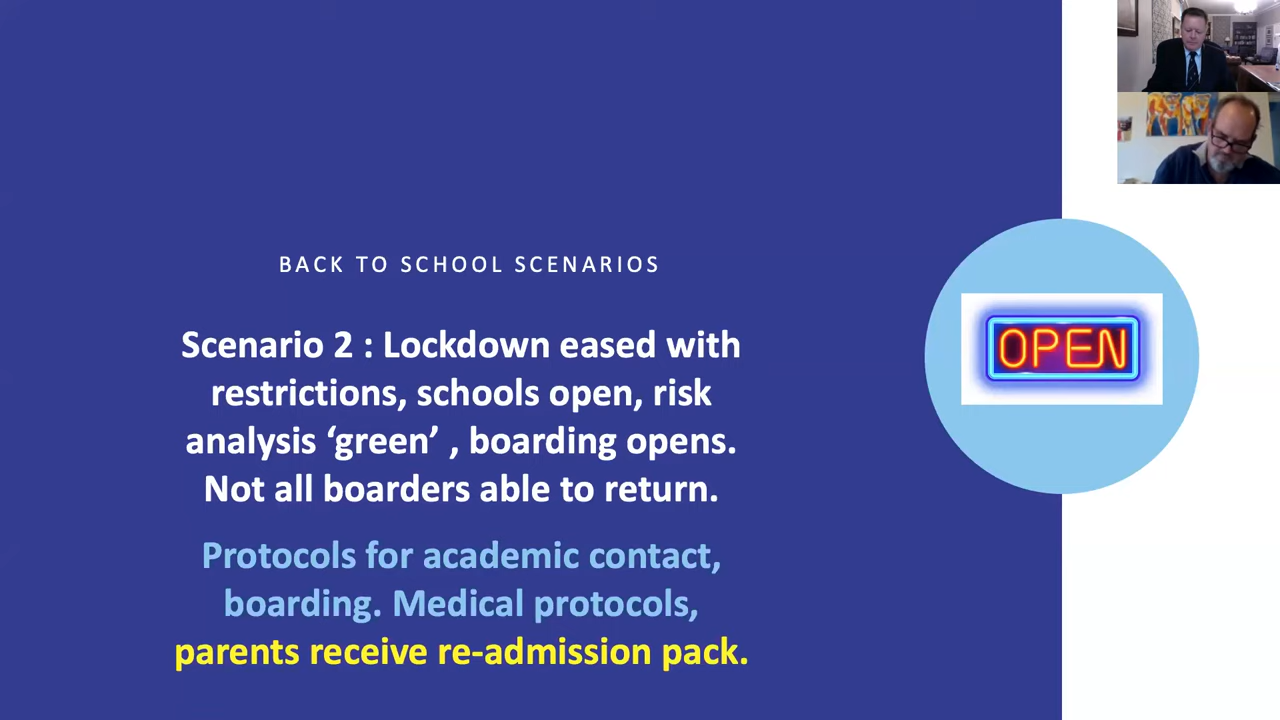 BACK TO SCHOOL SCENARIOS
Scenario 2 : Lockdown eased with
restrictions, schools open, risk
analysis ‘green’ , boarding opens.
Not all boarders able to return.
Protocols for academic contact,
boarding. Medical protocols,
parents receive re-admission pack.
OPEN